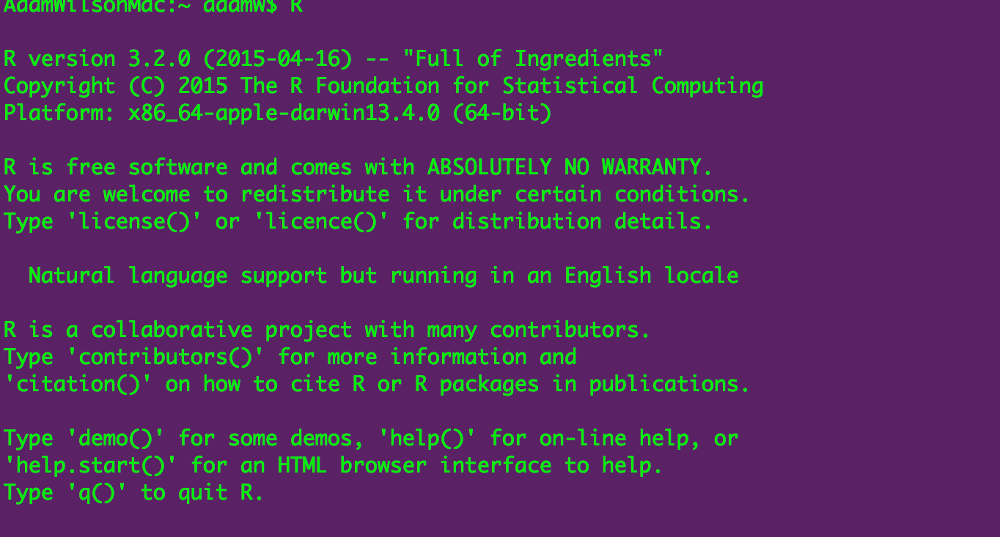 AdamWilsonMac:~ adamw$ R
R version 3.2.0 (2015-04-16) -- "Full of Ingredients"
Copyright (C) 2015 The R Foundation for Statistical Computing
Platform: x86_64-apple-darwin13.4.0 (64-bit)
R is free software and comes with ABSOLUTELY NO WARRANTY.
You are welcome to redistribute it under certain conditions.
Type 'license()' or 'licence()' for distribution details.
Natural language support but running in an English locale
R is a collaborative project with many contributors.
Type 'contributors()' for more information and
'citation()' on how to cite R or R packages in publications.
Type 'demo()' for some demos, 'help()' for on-line help, or
'help.start()' for an HTML browser interface to help.
Type 'q()' to quit R.